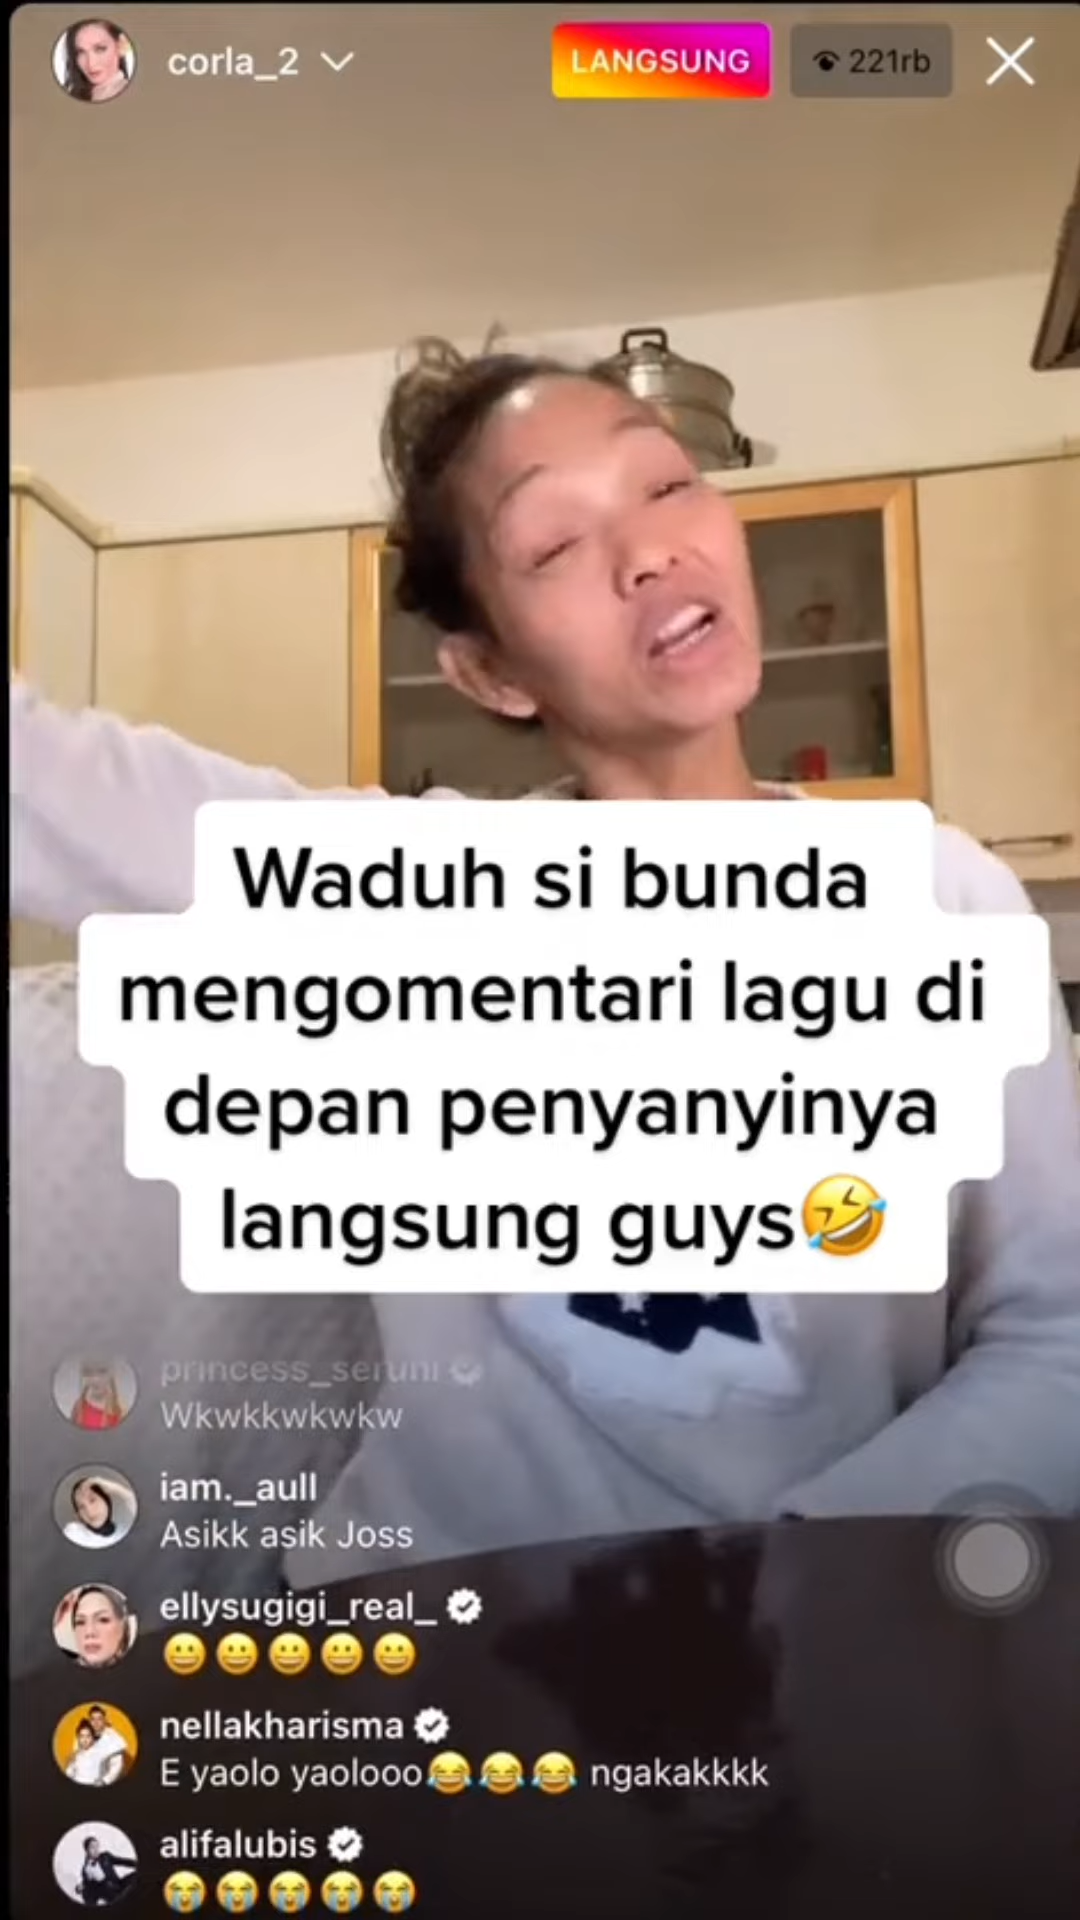 corla_2
LANGSUNG
221rb
Waduh si bunda
mengomentari lagu di
depan penyanyinya
langsung guys🤣
princess_seruni
Wkwkkwkwkw
iam._aull
Asikk asik Joss
ellysugigi_real_
😀😀😀😀😀
nellakharisma
E yaolo yaolooo😂😂😂 ngakakkkk
alifalubis
😭😭😭😭😭